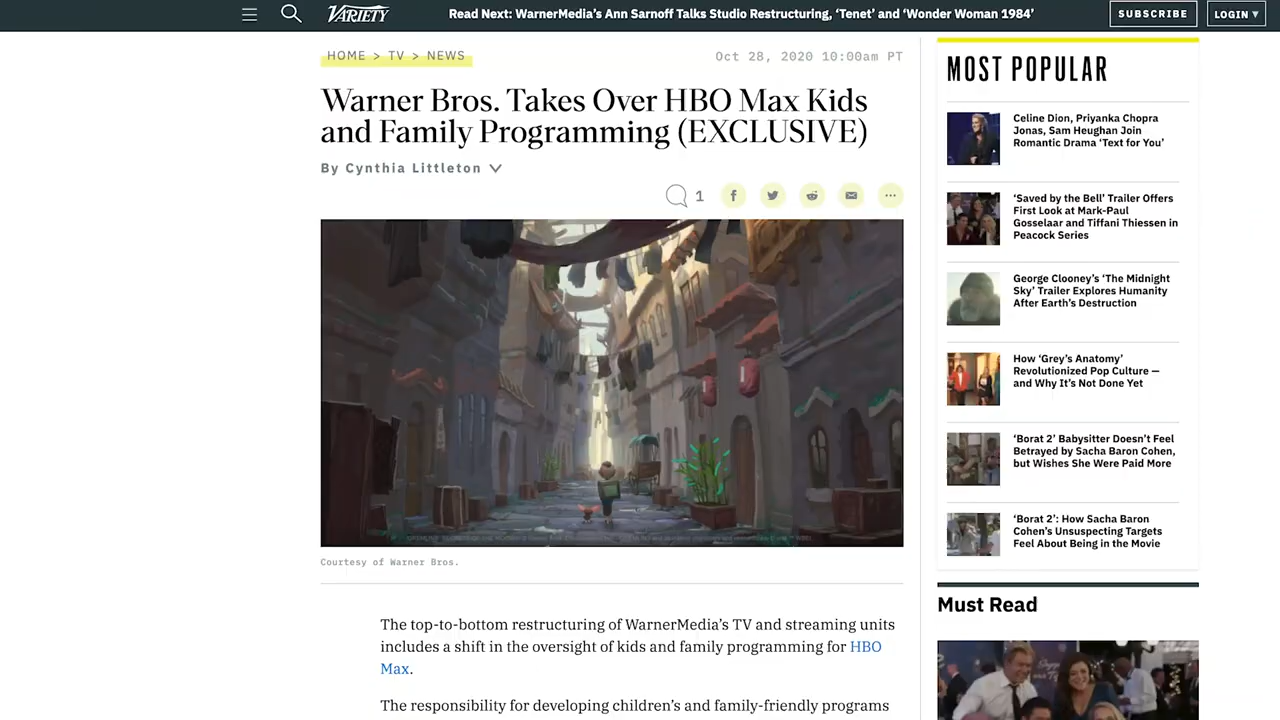 VARIETY
Read Next: WarnerMedia's Ann Sarnoff Talks Studio Restructuring, 'Tenet' and 'Wonder Woman 1984'
SUBSCRIBE
LOGIN ▾
HOME > TV > NEWS
Oct 28, 2020 10:00am PT
Warner Bros. Takes Over HBO Max Kids
and Family Programming (EXCLUSIVE)
By Cynthia Littleton
1
Courtesy of Warner Bros.
The top-to-bottom restructuring of WarnerMedia's TV and streaming units
includes a shift in the oversight of kids and family programming for HBO
Max.
The responsibility for developing children's and family-friendly programs
MOST POPULAR
Celine Dion, Priyanka Chopra
Jonas, Sam Heughan Join
Romantic Drama 'Text for You'
'Saved by the Bell' Trailer Offers
First Look at Mark-Paul
Gosselaar and Tiffani Thiessen in
Peacock Series
George Clooney's 'The Midnight
Sky' Trailer Explores Humanity
After Earth's Destruction
How 'Grey's Anatomy'
Revolutionized Pop Culture —
and Why It's Not Done Yet
'Borat 2' Babysitter Doesn't Feel
Betrayed by Sacha Baron Cohen,
but Wishes She Were Paid More
'Borat 2': How Sacha Baron
Cohen's Unsuspecting Targets
Feel About Being in the Movie
Must Read